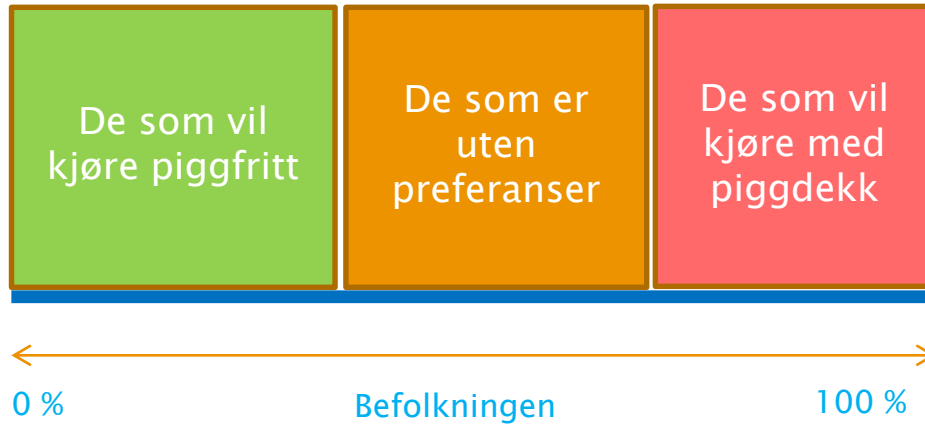 De som vil
kjøre piggfritt
De som er
uten
preferanser
De som vil
kjøre med
piggdekk
0 %
Befolkningen
100 %